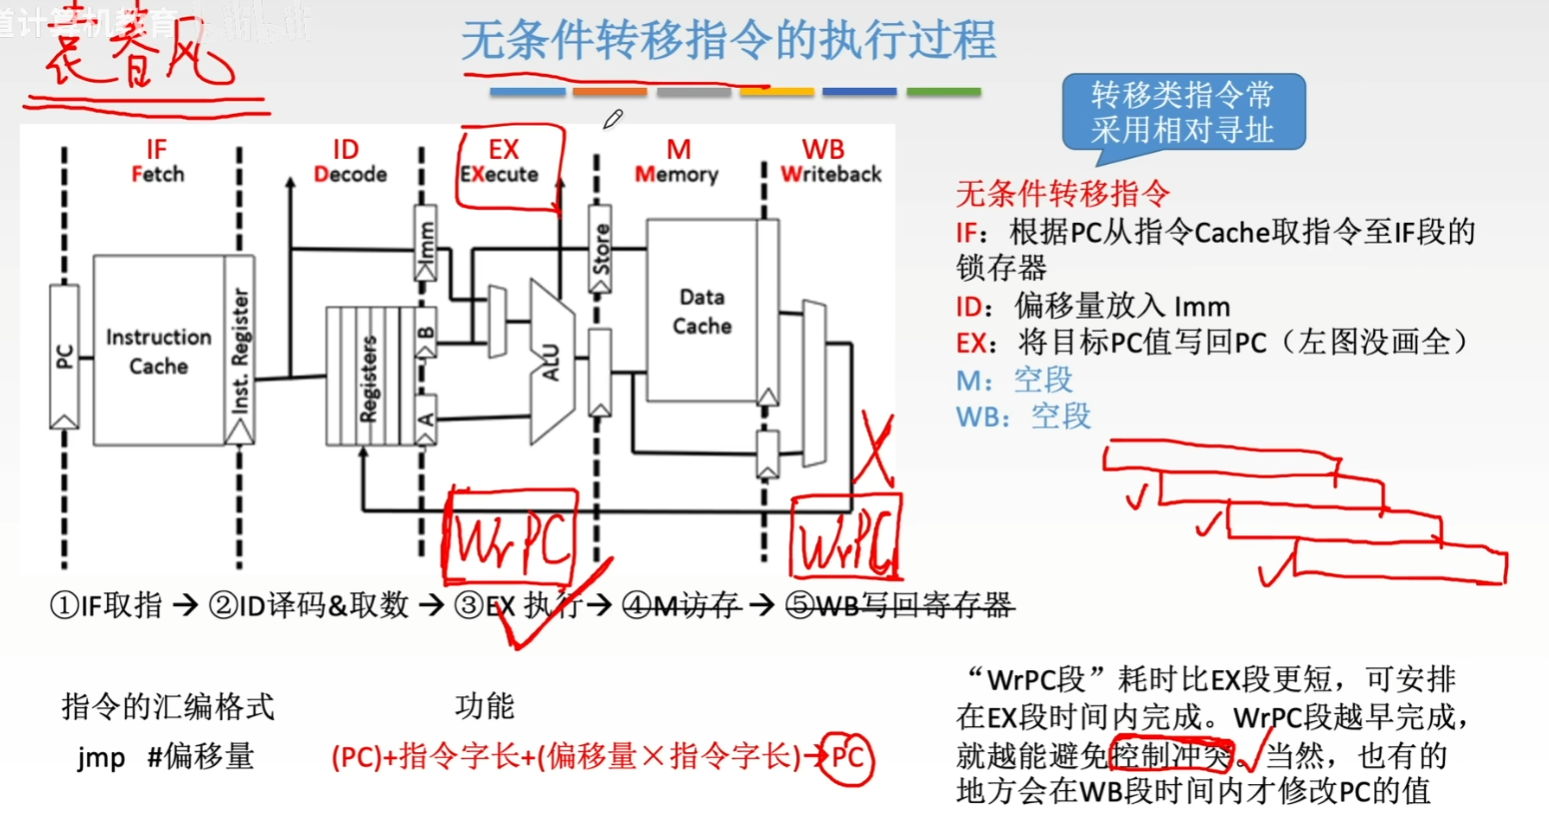 道计算机教育
袁春风
无条件转移指令的执行过程
转移类指令常
采用相对寻址
IF
Fetch
ID
Decode
EX
EXecute
M
Memory
WB
Writeback
PC
Instruction
Cache
Inst. Register
Registers
Imm
B
A
ALU
Store
Data
Cache
WrPC
WrPC
无条件转移指令
IF：根据PC从指令Cache取指令至IF段的
锁存器
ID：偏移量放入 Imm
EX：将目标PC值写回PC（左图没画全）
M：空段
WB：空段
①IF取指 → ②ID译码&取数 → ③EX 执行→ ④M访存 → ⑤WB写回寄存器
指令的汇编格式
功能
jmp #偏移量
(PC)+指令字长+(偏移量×指令字长)→PC
“WrPC段”耗时比EX段更短，可安排
在EX段时间内完成。WrPC段越早完成，
就越能避免控制冲突。当然，也有的
地方会在WB段时间内才修改PC的值